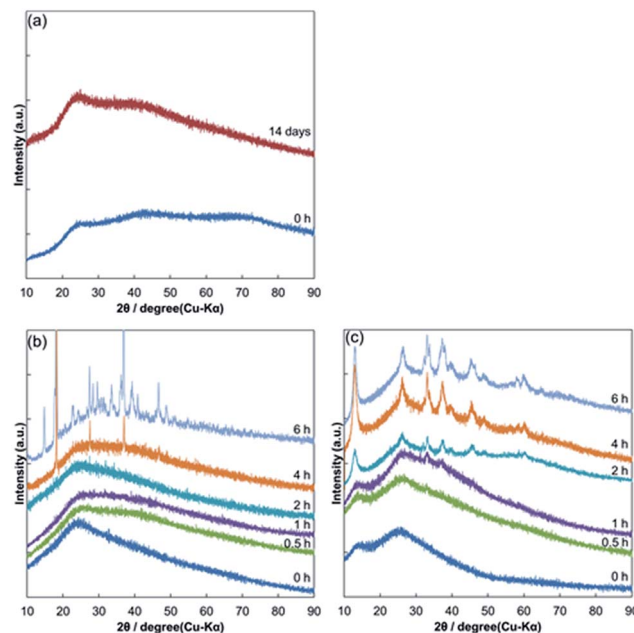 (a)
Intensity (a.u.)
14 days
0 h
10 20 30 40 50 60 70 80 90
2θ / degree(Cu-Kα)
(b)
Intensity (a.u.)
6 h
4 h
2 h
1 h
0.5 h
0 h
10 20 30 40 50 60 70 80 90
2θ / degree(Cu-Kα)
(c)
Intensity (a.u.)
6 h
4 h
2 h
1 h
0.5 h
0 h
10 20 30 40 50 60 70 80 90
2θ / degree(Cu-Kα)